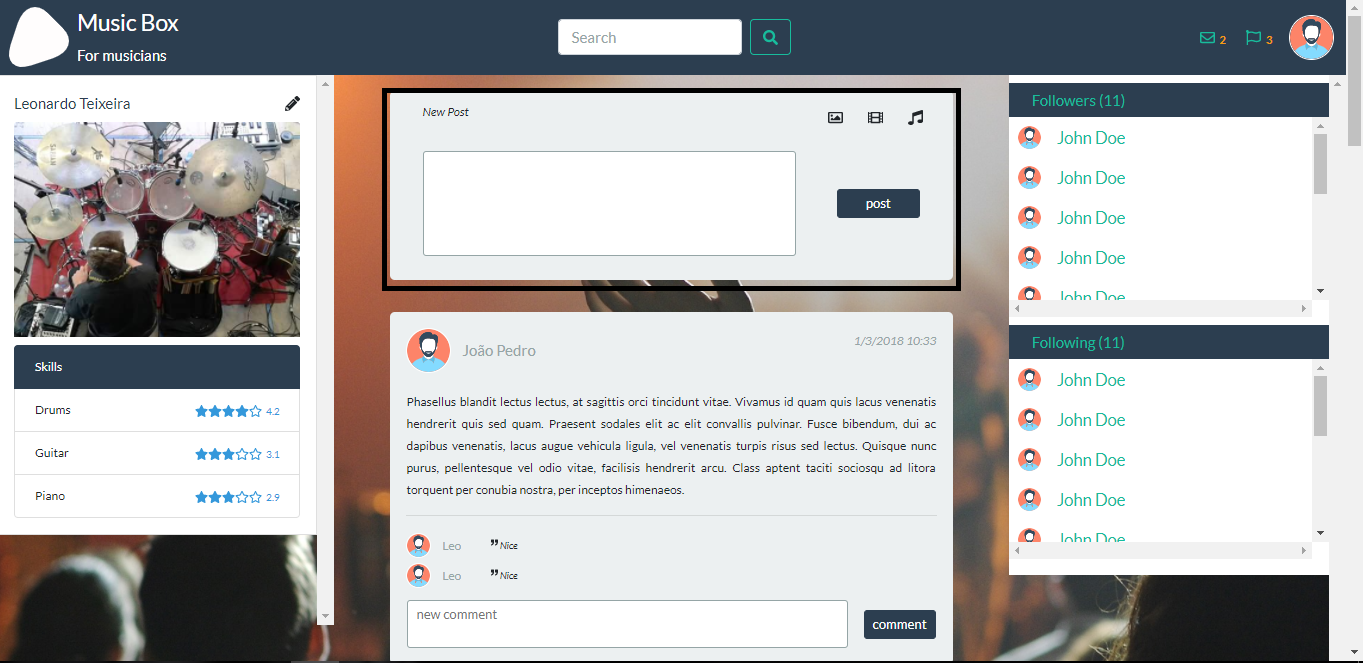 Music Box
For musicians
Search
2
3
Leonardo Teixeira
Skills
Drums 4.2
Guitar 3.1
Piano 2.9
New Post
post
João Pedro
1/3/2018 10:33
Phasellus blandit lectus lectus, at sagittis orci tincidunt vitae. Vivamus id quam quis lacus venenatis
hendrerit quis sed quam. Praesent sodales elit ac elit convallis pulvinar. Fusce bibendum, dui ac
dapibus venenatis, lacus augue vehicula ligula, vel venenatis turpis risus sed lectus. Quisque nunc
purus, pellentesque vel odio vitae, facilisis hendrerit arcu. Class aptent taciti sociosqu ad litora
torquent per conubia nostra, per inceptos himenaeos.
Leo ”Nice
Leo ”Nice
new comment
comment
Followers (11)
John Doe
John Doe
John Doe
John Doe
John Doe
Following (11)
John Doe
John Doe
John Doe
John Doe
John Doe